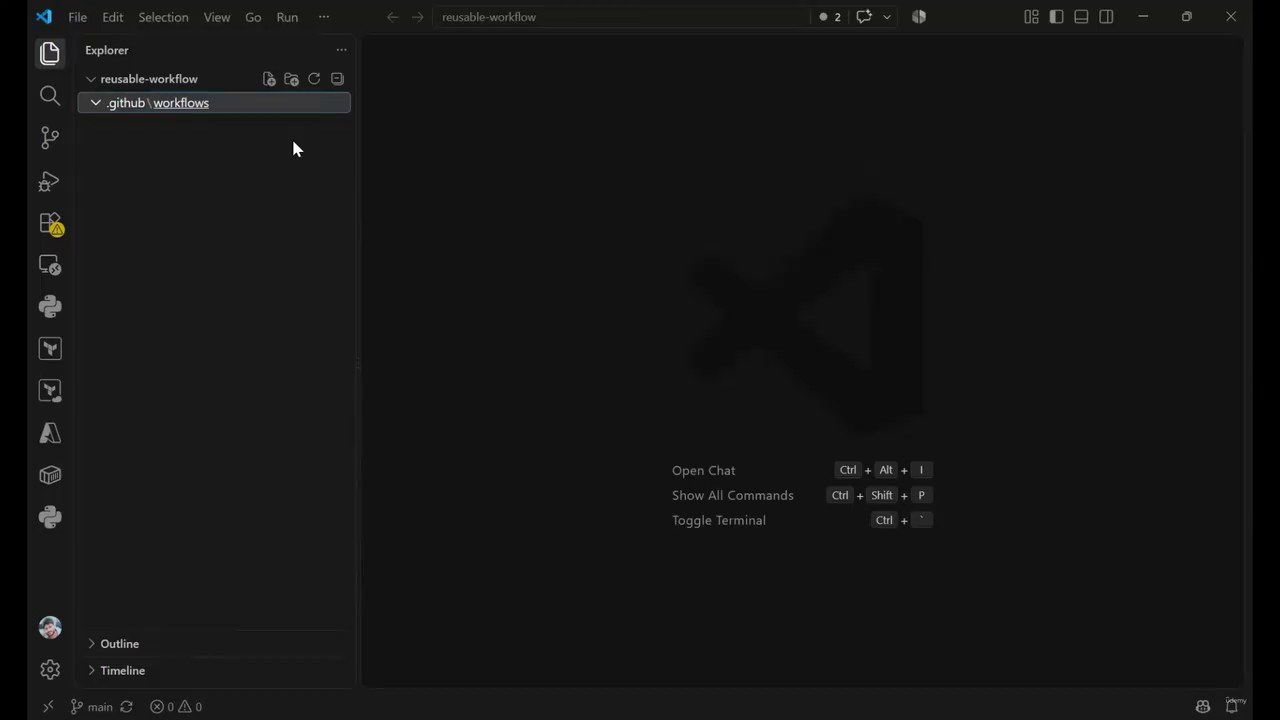 File Edit Selection View Go Run ···
reusable-workflow
2
Explorer
reusable-workflow
.github\workflows
Open Chat Ctrl + Alt + I
Show All Commands Ctrl + Shift + P
Toggle Terminal Ctrl + `
Outline
Timeline
main
0 0
ûdemy